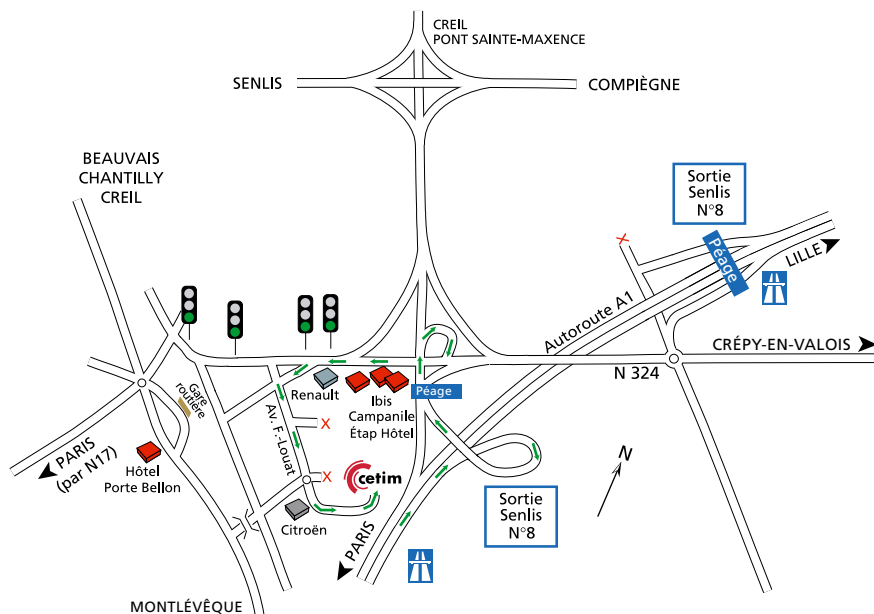 CREIL
PONT SAINTE-MAXENCE
SENLIS
COMPIÈGNE
BEAUVAIS
CHANTILLY
CREIL
Sortie
Senlis
N°8
X
Péage
LILLE
Autoroute A1
CRÉPY-EN-VALOIS
N 324
Péage
Renault
Ibis
Campanile
Étap Hôtel
Gare
routière
Av. F.-Louat
X
X
PARIS
(par N17)
Hôtel
Porte Bellon
cetim
Citroën
Sortie
Senlis
N°8
N
PARIS
MONTLÉVÊQUE